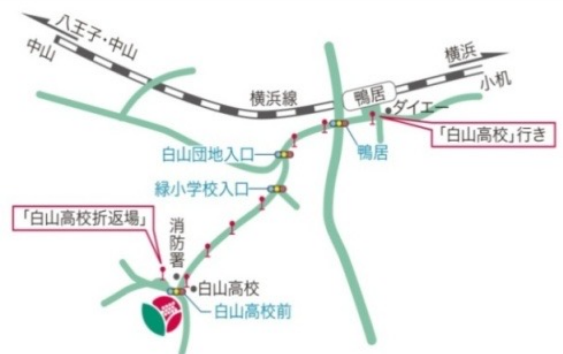 八王子・中山
中山
横浜
小机
横浜線
鴨居
ダイエー
「白山高校」行き
鴨居
白山団地入口
緑小学校入口
「白山高校折返場」
消防署
白山高校
白山高校前